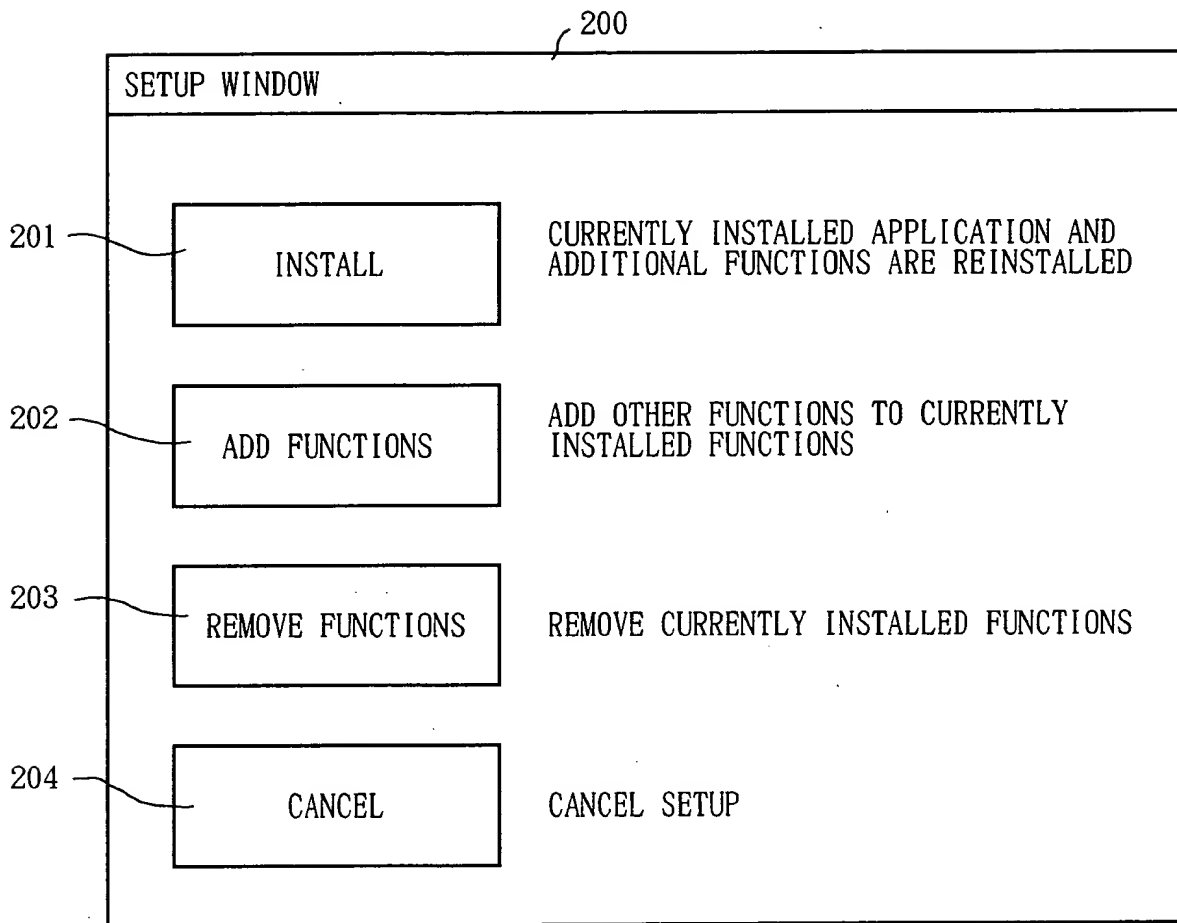 200
SETUP WINDOW
201
INSTALL
CURRENTLY INSTALLED APPLICATION AND
ADDITIONAL FUNCTIONS ARE REINSTALLED
202
ADD FUNCTIONS
ADD OTHER FUNCTIONS TO CURRENTLY
INSTALLED FUNCTIONS
203
REMOVE FUNCTIONS
REMOVE CURRENTLY INSTALLED FUNCTIONS
204
CANCEL
CANCEL SETUP